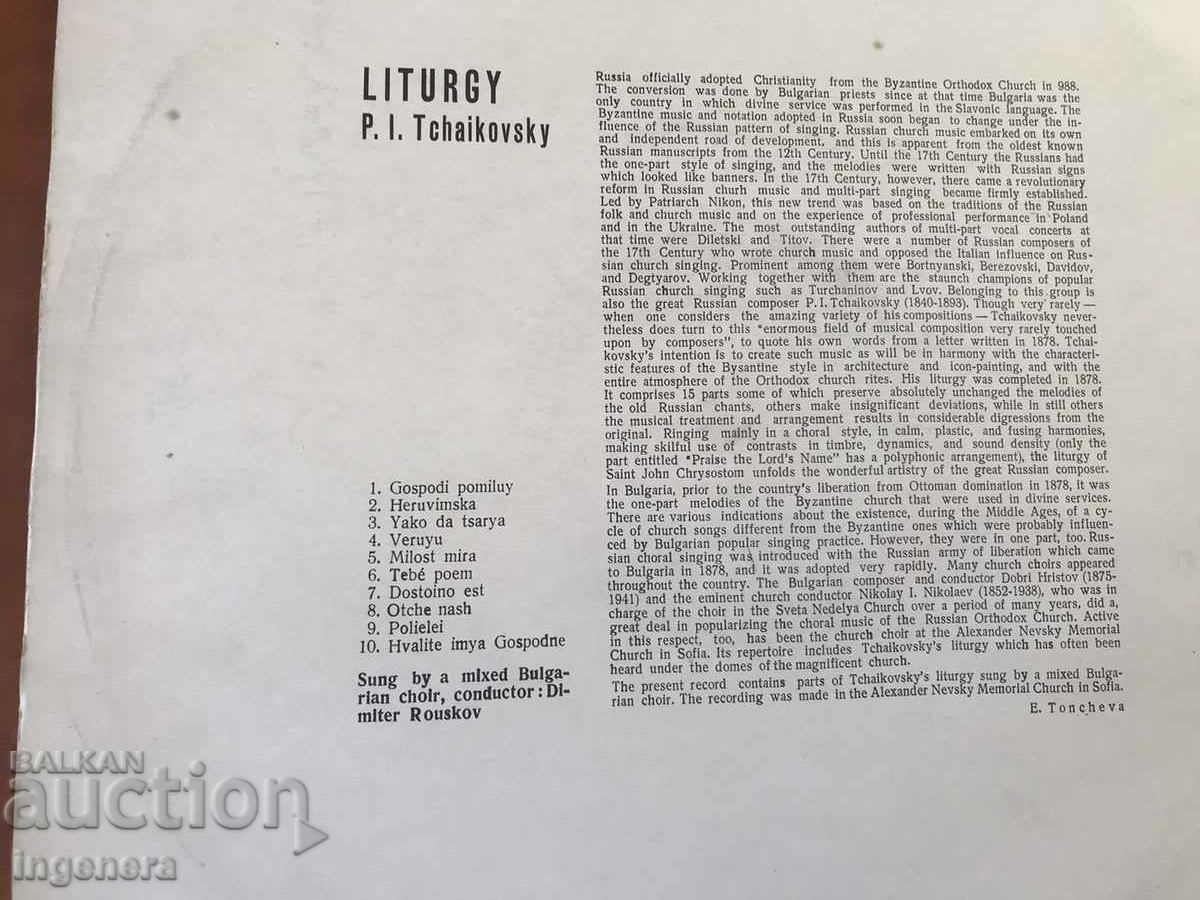 LITURGY
P. I. Tchaikovsky
Russia officially adopted Christianity from the Byzantine Orthodox Church in 988.
The conversion was done by Bulgarian priests since at that time Bulgaria was the
only country in which divine service was performed in the Slavonic language. The
Byzantine music and notation adopted in Russia soon began to change under the in-
fluence of the Russian pattern of singing. Russian church music embarked on its own
and independent road of development, and this is apparent from the oldest known
Russian manuscripts from the 12th Century. Until the 17th Century the Russians had
the one-part style of singing, and the melodies were written with Russian signs
which looked like banners. In the 17th Century, however, there came a revolutionary
reform in Russian churh music and multi-part singing became firmly established.
Led by Patriarch Nikon, this new trend was based on the traditions of the Russian
folk and church music and on the experience of professional performance in Poland
and in the Ukraine. The most outstanding authors of multi-part vocal concerts at
that time were Diletski and Titov. There were a number of Russian composers of
the 17th Century who wrote church music and opposed the Italian influence on Rus-
sian church singing. Prominent among them were Bortnyanski, Berezovski, Davidov,
and Degtyarov. Working together with them are the staunch champions of popular
Russian church singing such as Turchaninov and Lvov. Belonging to this group is
also the great Russian composer P. I. Tchaikovsky (1840-1893). Though very rarely —
when one considers the amazing variety of his compositions — Tchaikovsky never-
theless does turn to this "enormous field of musical composition very rarely touched
upon by composers", to quote his own words from a letter written in 1878. Tchai-
kovsky's intention is to create such music as will be in harmony with the characteri-
stic features of the Bysantine style in architecture and icon-painting, and with the
entire atmosphere of the Orthodox church rites. His liturgy was completed in 1878.
It comprises 15 parts some of which preserve absolutely unchanged the melodies of
the old Russian chants, others make insignificant deviations, while in still others
the musical treatment and arrangement results in considerable digressions from the
original. Ringing mainly in a choral style, in calm, plastic, and fusing harmonies,
making skilful use of contrasts in timbre, dynamics, and sound density (only the
part entitled "Praise the Lord's Name" has a polyphonic arrangement), the liturgy of
Saint John Chrysostom unfolds the wonderful artistry of the great Russian composer.
In Bulgaria, prior to the country's liberation from Ottoman domination in 1878, it was
the one-part melodies of the Byzantine church that were used in divine services.
There are various indications about the existence, during the Middle Ages, of a cy-
cle of church songs different from the Byzantine ones which were probably influen-
ced by Bulgarian popular singing practice. However, they were in one part, too. Rus-
sian choral singing was introduced with the Russian army of liberation which came
to Bulgaria in 1878, and it was adopted very rapidly. Many church choirs appeared
throughout the country. The Bulgarian composer and conductor Dobri Hristov (1875-
1941) and the eminent church conductor Nikolay I. Nikolaev (1852-1938), who was in
charge of the choir in the Sveta Nedelya Church over a period of many years, did a
great deal in popularizing the choral music of the Russian Orthodox Church. Active
in this respect, too, has been the church choir at the Alexander Nevsky Memorial
Church in Sofia. Its repertoire includes Tchaikovsky's liturgy which has often been
heard under the domes of the magnificent church.
The present record contains parts of Tchaikovsky's liturgy sung by a mixed Bulga-
rian choir. The recording was made in the Alexander Nevsky Memorial Church in Sofia.
E. Toncheva
1. Gospodi pomiluy
2. Heruvimska
3. Yako da tsarya
4. Veruyu
5. Milost mira
6. Tebé poem
7. Dostoino est
8. Otche nash
9. Polielei
10. Hvalite imya Gospodne
Sung by a mixed Bulga-
rian choir, conductor: Di-
miter Rouskov
BALKAN
auction
ingenera